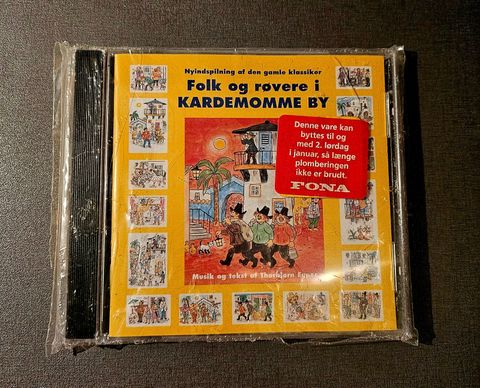 Nyindspilning af den gamle klassiker
Folk og røvere i
KARDEMOMME BY
Denne vare kan
byttes til og
med 2. lørdag
i januar, så længe
plomberingen
ikke er brudt.
FONA
Musik og tekst af Thorbjørn